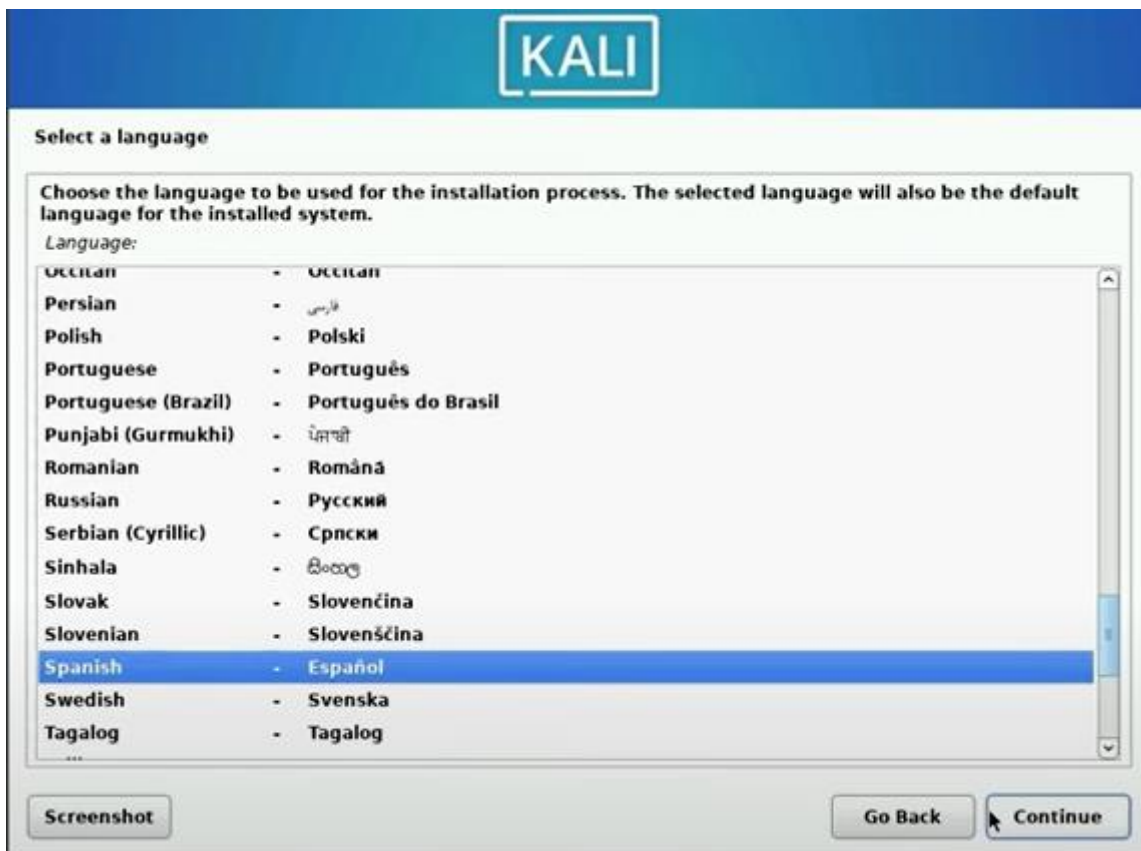 KALI
Select a language
Choose the language to be used for the installation process. The selected language will also be the default
language for the installed system.
Language:
Occitan - Occitan
Persian - فارسی
Polish - Polski
Portuguese - Português
Portuguese (Brazil) - Português do Brasil
Punjabi (Gurmukhi) - ਪੰਜਾਬੀ
Romanian - Română
Russian - Русский
Serbian (Cyrillic) - Српски
Sinhala - සිංහල
Slovak - Slovenčina
Slovenian - Slovenščina
Spanish - Español
Swedish - Svenska
Tagalog - Tagalog
Screenshot Go Back Continue